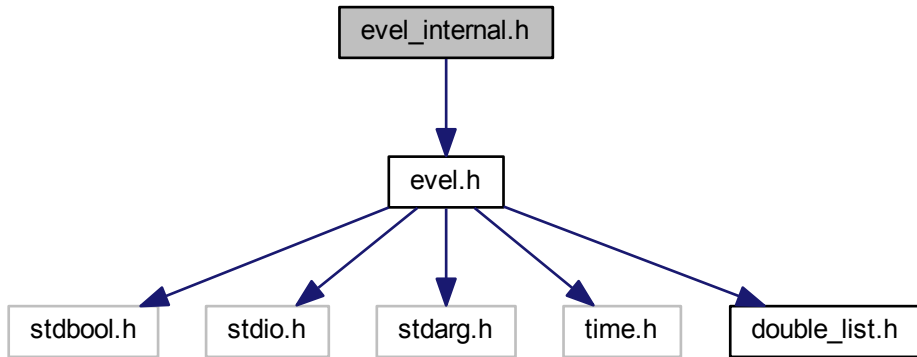 evel_internal.h
evel.h
stdbool.h
stdio.h
stdarg.h
time.h
double_list.h